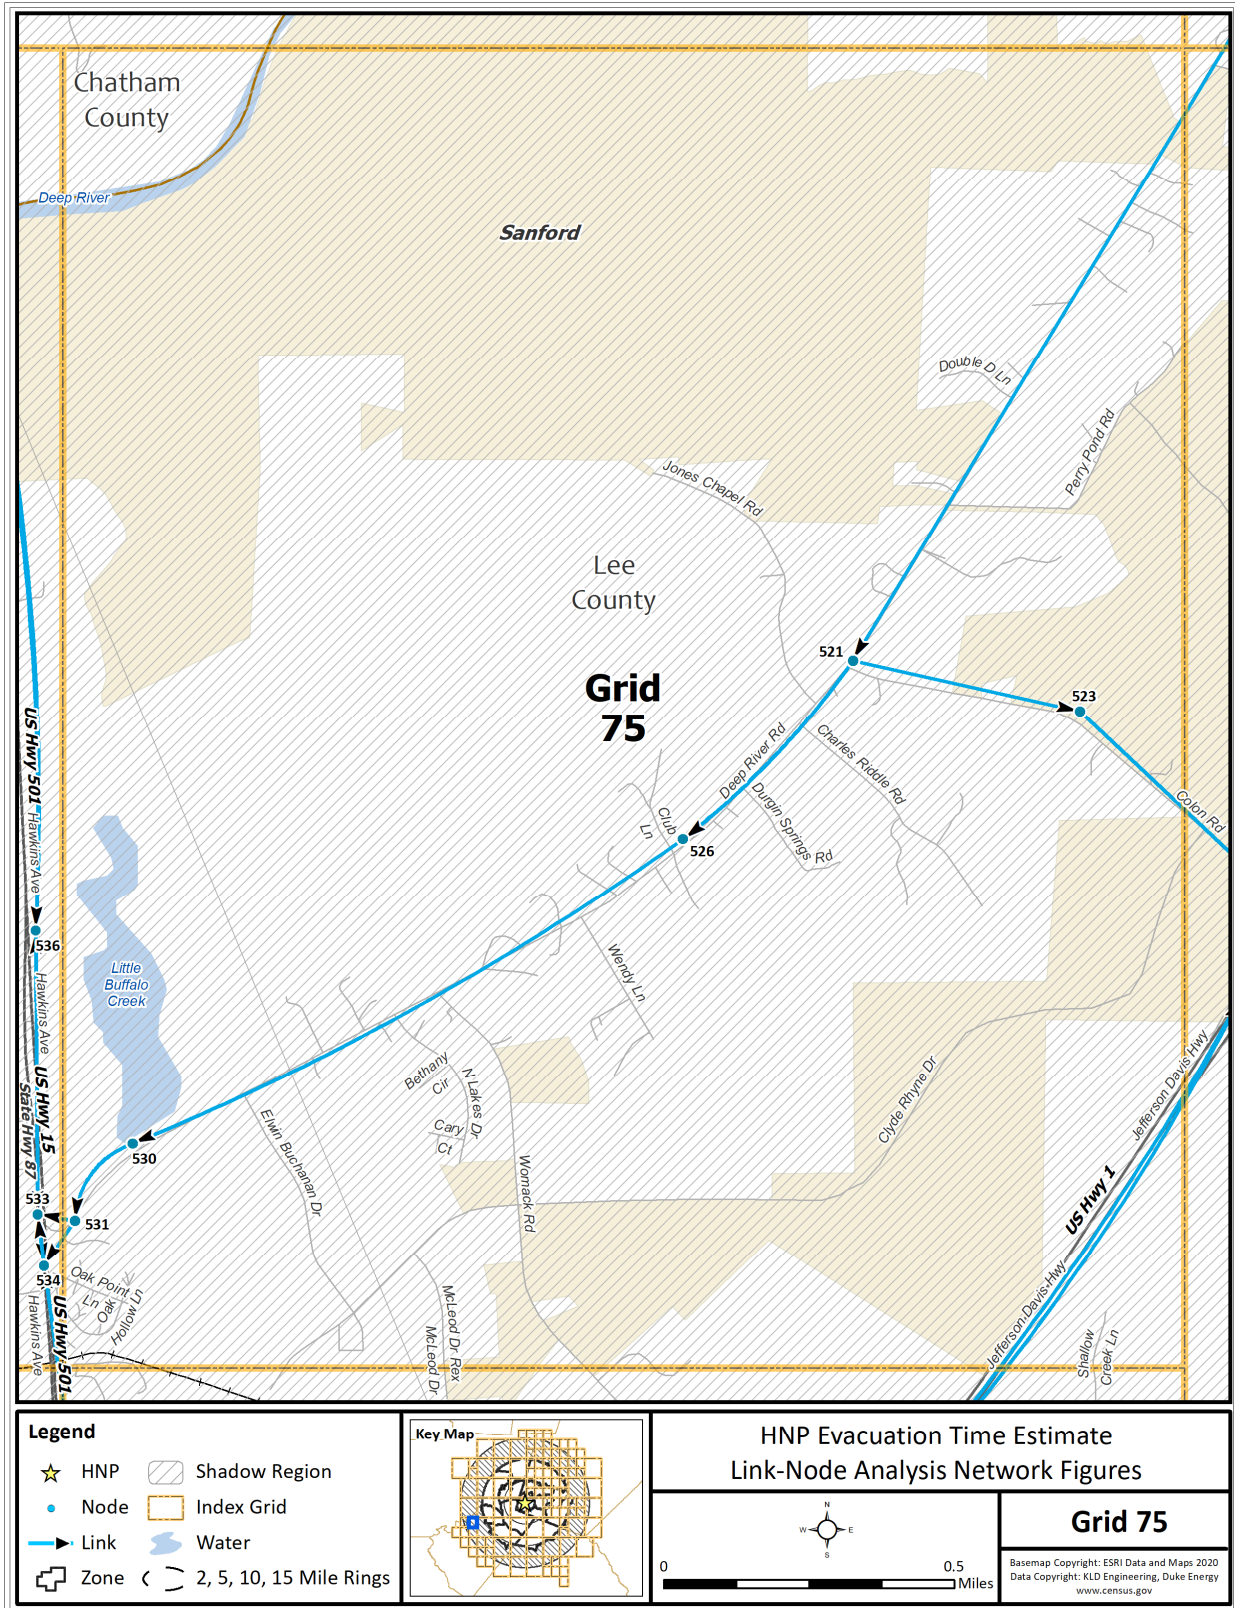 Chatham
County
Deep River
Sanford
Double D Ln
Perry Pond Rd
Jones Chapel Rd
Lee
County
521
Grid
75
523
US Hwy 501
Hawkins Ave
Deep River Rd
Charles Riddle Rd
Colon Rd
Durgin Springs Rd
Club
Ln
526
536
Little
Buffalo
Creek
Hawkins Ave
Wendy Ln
US Hwy 15
State Hwy 87
Bethany
Cir
N Lakes Dr
Cary
Ct
Clyde Rhyne Dr
Jefferson Davis Hwy
Elwin Buchanan Dr
530
Womack Rd
US Hwy 1
533
531
534
Oak Point
Ln
Oak
Hollow Ln
Hawkins Ave
US Hwy 501
McLeod Dr
McLeod Dr Rex
Jefferson Davis Hwy
Shallow
Creek Ln
Legend
HNP
Shadow Region
Node
Index Grid
Link
Water
Zone
2, 5, 10, 15 Mile Rings
Key Map
HNP Evacuation Time Estimate
Link-Node Analysis Network Figures
N
W
E
S
0
0.5
Miles
Grid 75
Basemap Copyright: ESRI Data and Maps 2020
Data Copyright: KLD Engineering, Duke Energy
www.census.gov